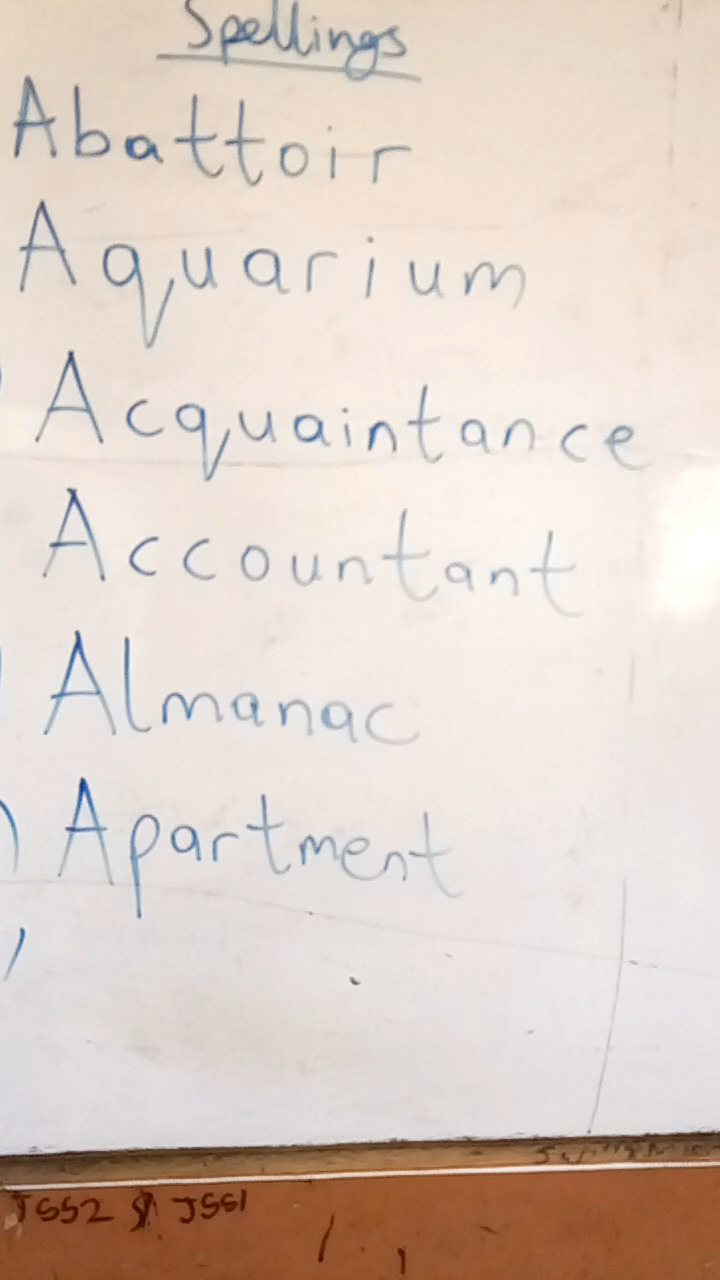 Spellings
Abattoir
Aquarium
Acquaintance
Accountant
Almanac
) Apartment
JSS2 & JSS1